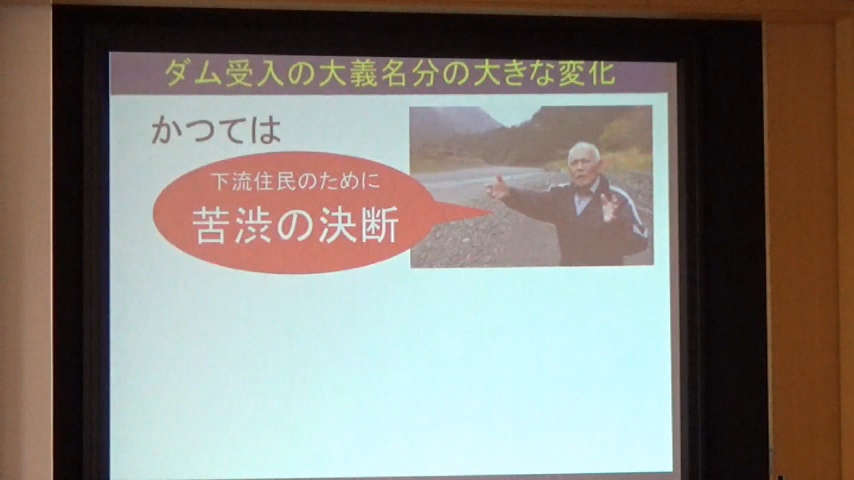 ダム受入の大義名分の大きな変化
かつては
下流住民のために
苦渋の決断